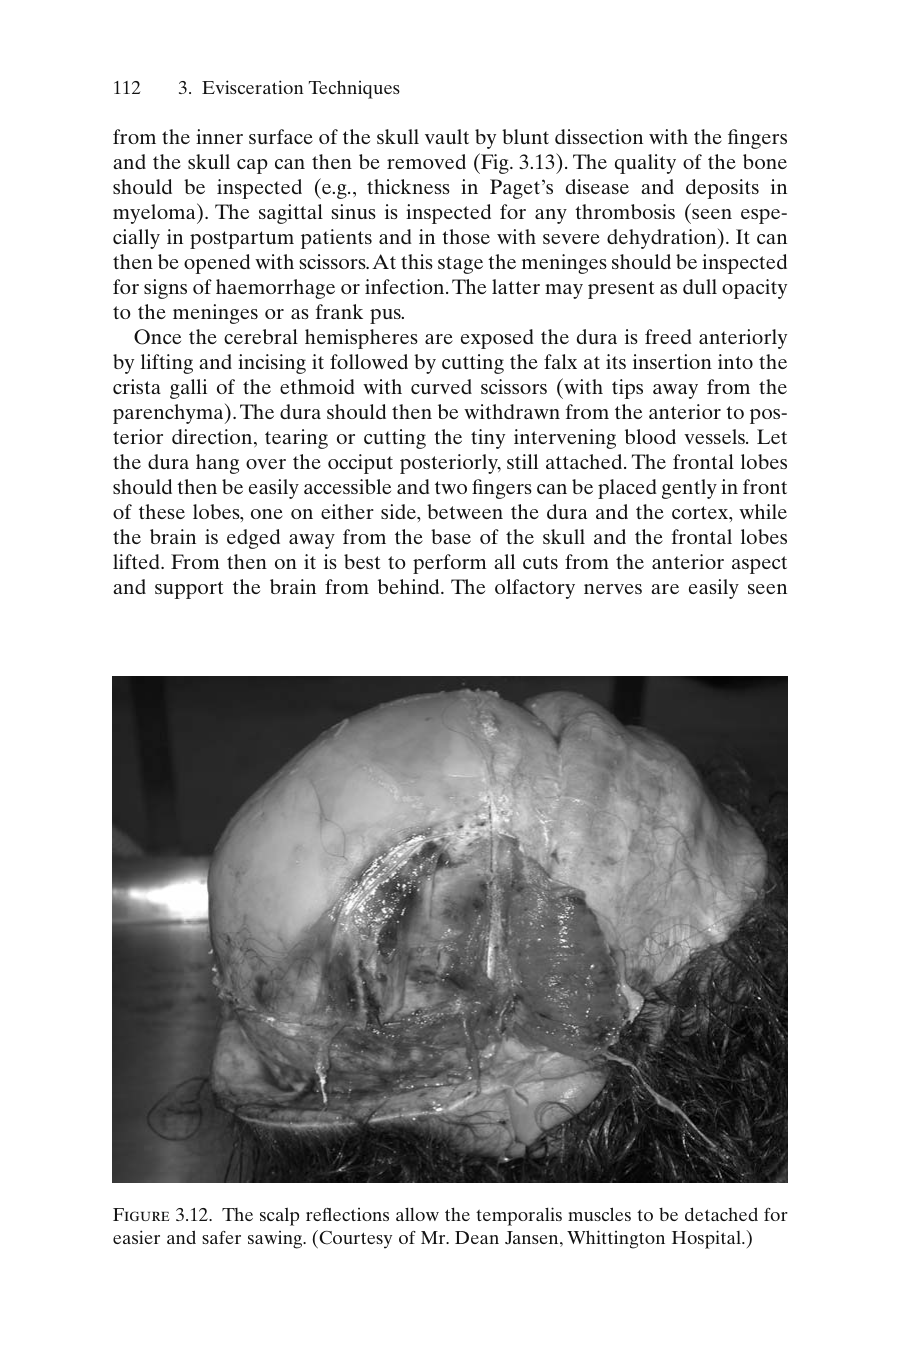 112 3. Evisceration Techniques
from the inner surface of the skull vault by blunt dissection with the fingers
and the skull cap can then be removed (Fig. 3.13). The quality of the bone
should be inspected (e.g., thickness in Paget’s disease and deposits in
myeloma). The sagittal sinus is inspected for any thrombosis (seen espe-
cially in postpartum patients and in those with severe dehydration). It can
then be opened with scissors. At this stage the meninges should be inspected
for signs of haemorrhage or infection. The latter may present as dull opacity
to the meninges or as frank pus.
Once the cerebral hemispheres are exposed the dura is freed anteriorly
by lifting and incising it followed by cutting the falx at its insertion into the
crista galli of the ethmoid with curved scissors (with tips away from the
parenchyma). The dura should then be withdrawn from the anterior to pos-
terior direction, tearing or cutting the tiny intervening blood vessels. Let
the dura hang over the occiput posteriorly, still attached. The frontal lobes
should then be easily accessible and two fingers can be placed gently in front
of these lobes, one on either side, between the dura and the cortex, while
the brain is edged away from the base of the skull and the frontal lobes
lifted. From then on it is best to perform all cuts from the anterior aspect
and support the brain from behind. The olfactory nerves are easily seen
FIGURE 3.12. The scalp reflections allow the temporalis muscles to be detached for
easier and safer sawing. (Courtesy of Mr. Dean Jansen, Whittington Hospital.)